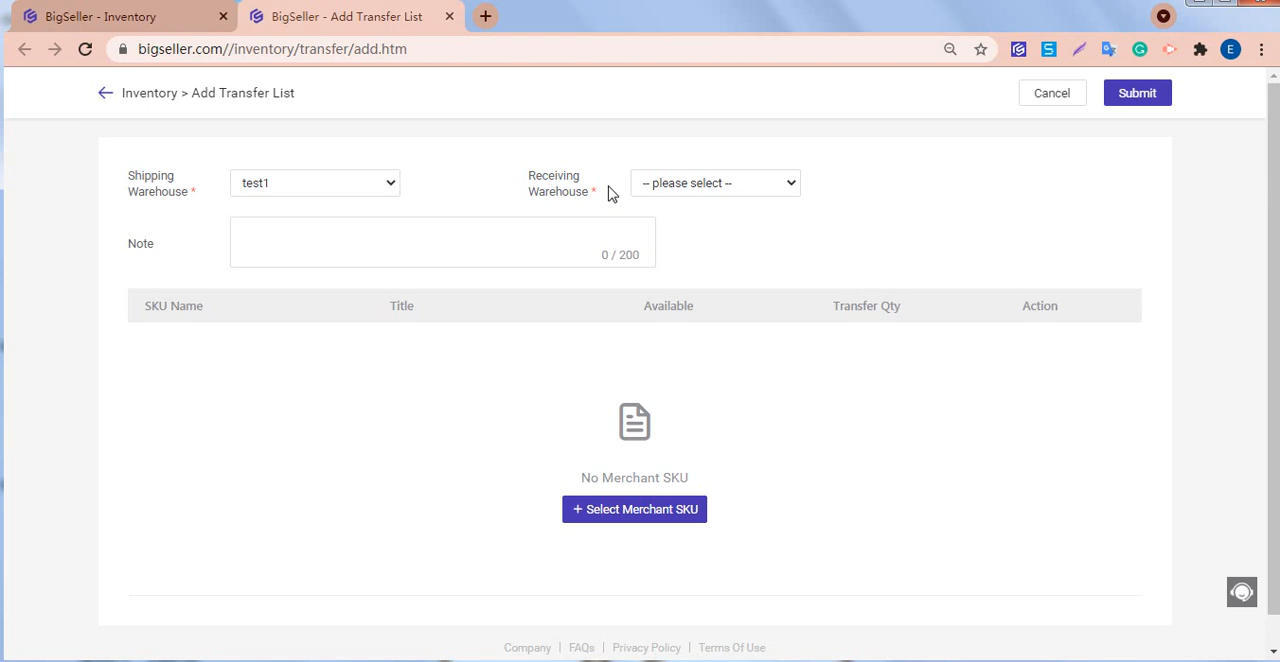 BigSeller - Inventory
BigSeller - Add Transfer List
bigseller.com//inventory/transfer/add.htm
E
Inventory > Add Transfer List
Cancel
Submit
Shipping
Warehouse *
test1
Receiving
Warehouse *
-- please select --
Note
0 / 200
SKU Name
Title
Available
Transfer Qty
Action
No Merchant SKU
+ Select Merchant SKU
Company | FAQs | Privacy Policy | Terms Of Use